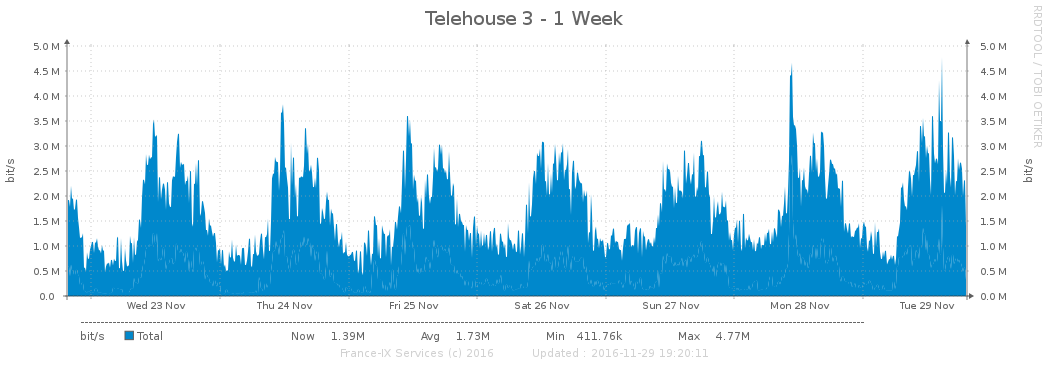 Telehouse 3 - 1 Week
RRDTOOL / TOBI OETIKER
bit/s
5.0 M 5.0 M
4.5 M 4.5 M
4.0 M 4.0 M
3.5 M 3.5 M
3.0 M 3.0 M
2.5 M 2.5 M
2.0 M 2.0 M
1.5 M 1.5 M
1.0 M 1.0 M
0.5 M 0.5 M
0.0 0.0 M
bit/s
Wed 23 Nov Thu 24 Nov Fri 25 Nov Sat 26 Nov Sun 27 Nov Mon 28 Nov Tue 29 Nov
bit/s Total Now 1.39M Avg 1.73M Min 411.76k Max 4.77M
France-IX Services (c) 2016 Updated : 2016-11-29 19:20:11